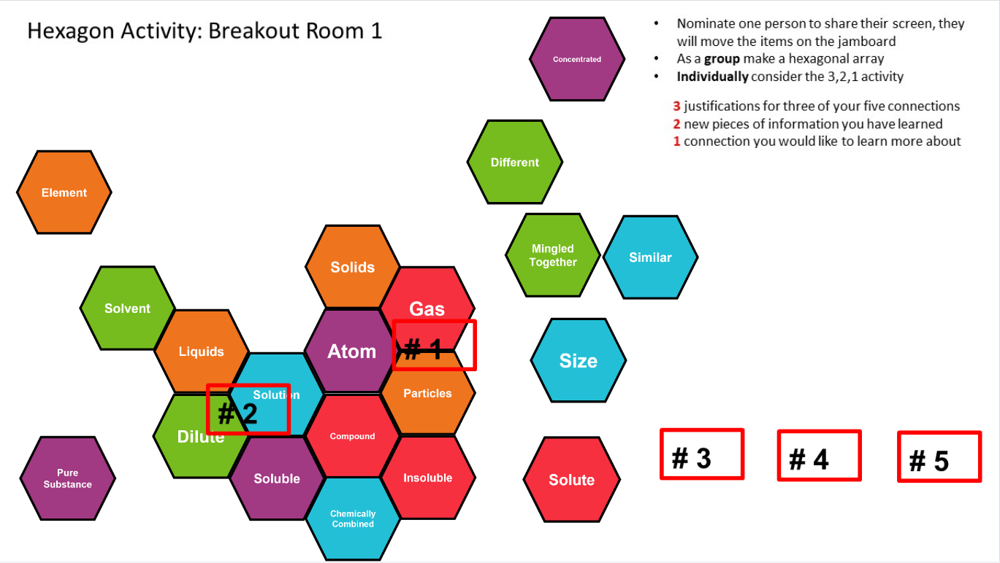 Hexagon Activity: Breakout Room 1
• Nominate one person to share their screen, they
will move the items on the jamboard
• As a group make a hexagonal array
• Individually consider the 3,2,1 activity
3 justifications for three of your five connections
2 new pieces of information you have learned
1 connection you would like to learn more about
Concentrated
Different
Element
Mingled
Together
Similar
Solids
Solvent
Gas
Liquids
Atom
# 1
Size
Solution
Particles
# 2
Dilute
Compound
Pure
Substance
Soluble
Insoluble
Solute
# 3
# 4
# 5
Chemically
Combined